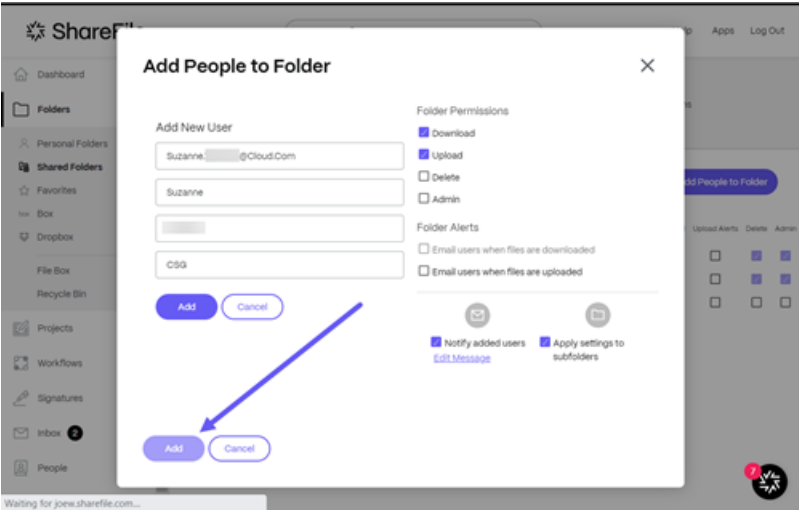 ShareFile
Apps
Log Out
Add People to Folder
Dashboard
Folders
Personal Folders
Shared Folders
Favorites
box Box
Dropbox
File Box
Recycle Bin
Projects
Workflows
Signatures
Inbox 2
People
Add New User
Suzanne. @Cloud.Com
Suzanne
CSG
Add Cancel
Folder Permissions
Download
Upload
Delete
Admin
Folder Alerts
Email users when files are downloaded
Email users when files are uploaded
Notify added users
Edit Message
Apply settings to
subfolders
Add Cancel
People to Folder
Upload Alerts Delete Admin
7
Waiting for joew.sharefile.com...